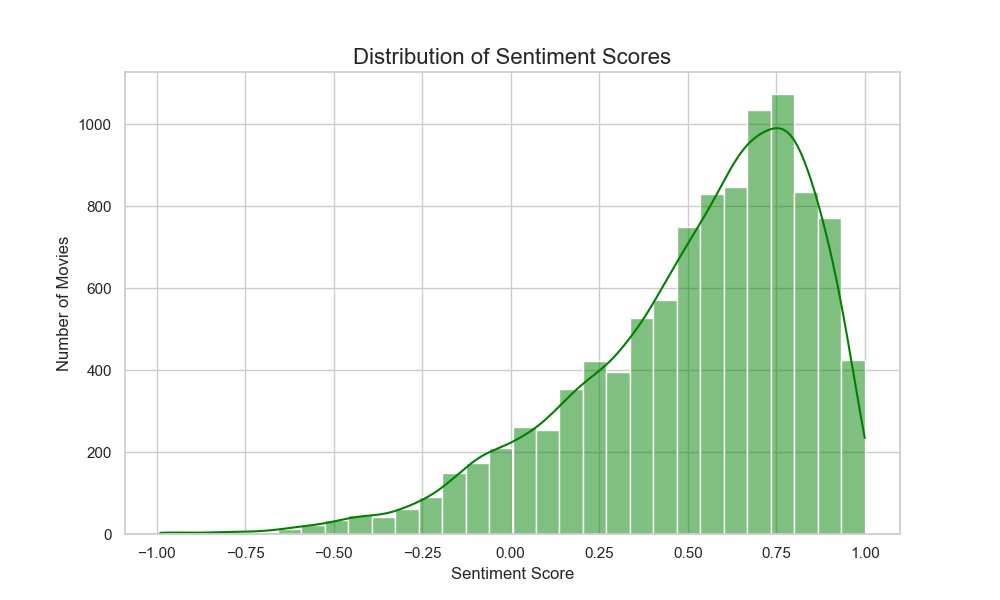 Distribution of Sentiment Scores
Number of Movies
1000
800
600
400
200
0
−1.00 −0.75 −0.50 −0.25 0.00 0.25 0.50 0.75 1.00
Sentiment Score